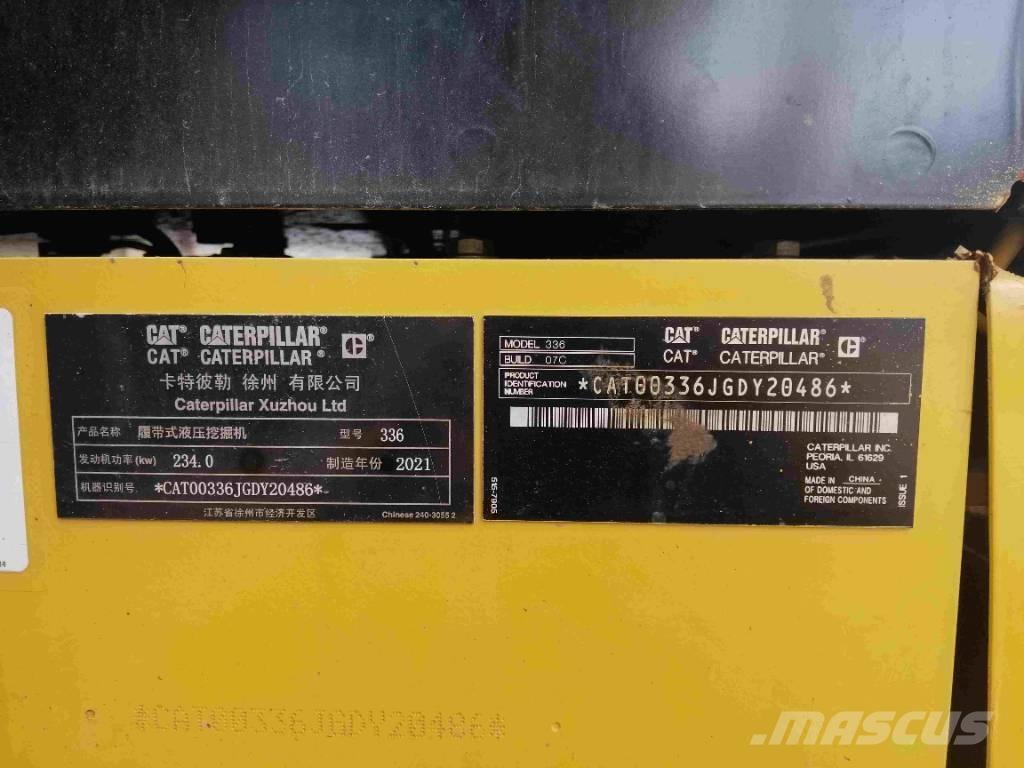 CAT® CATERPILLAR®
CAT® CATERPILLAR®
卡特彼勒 徐州 有限公司
Caterpillar Xuzhou Ltd
产品名称 履带式液压挖掘机 型号 336
发动机功率(kw) 234.0 制造年份 2021
机器识别号 *CAT00336JGDY20486*
江苏省徐州市经济开发区 Chinese 240-3055 2
CAT® CATERPILLAR®
CAT® CATERPILLAR®
MODEL 336
BUILD 07C
PRODUCT IDENTIFICATION NUMBER *CAT00336JGDY20486*
CATERPILLAR INC.
PEORIA, IL 61629
USA
MADE IN CHINA
OF DOMESTIC AND
FOREIGN COMPONENTS
515-7905
ISSUE 1
*CAT00336JGDY20486*
MASCUS